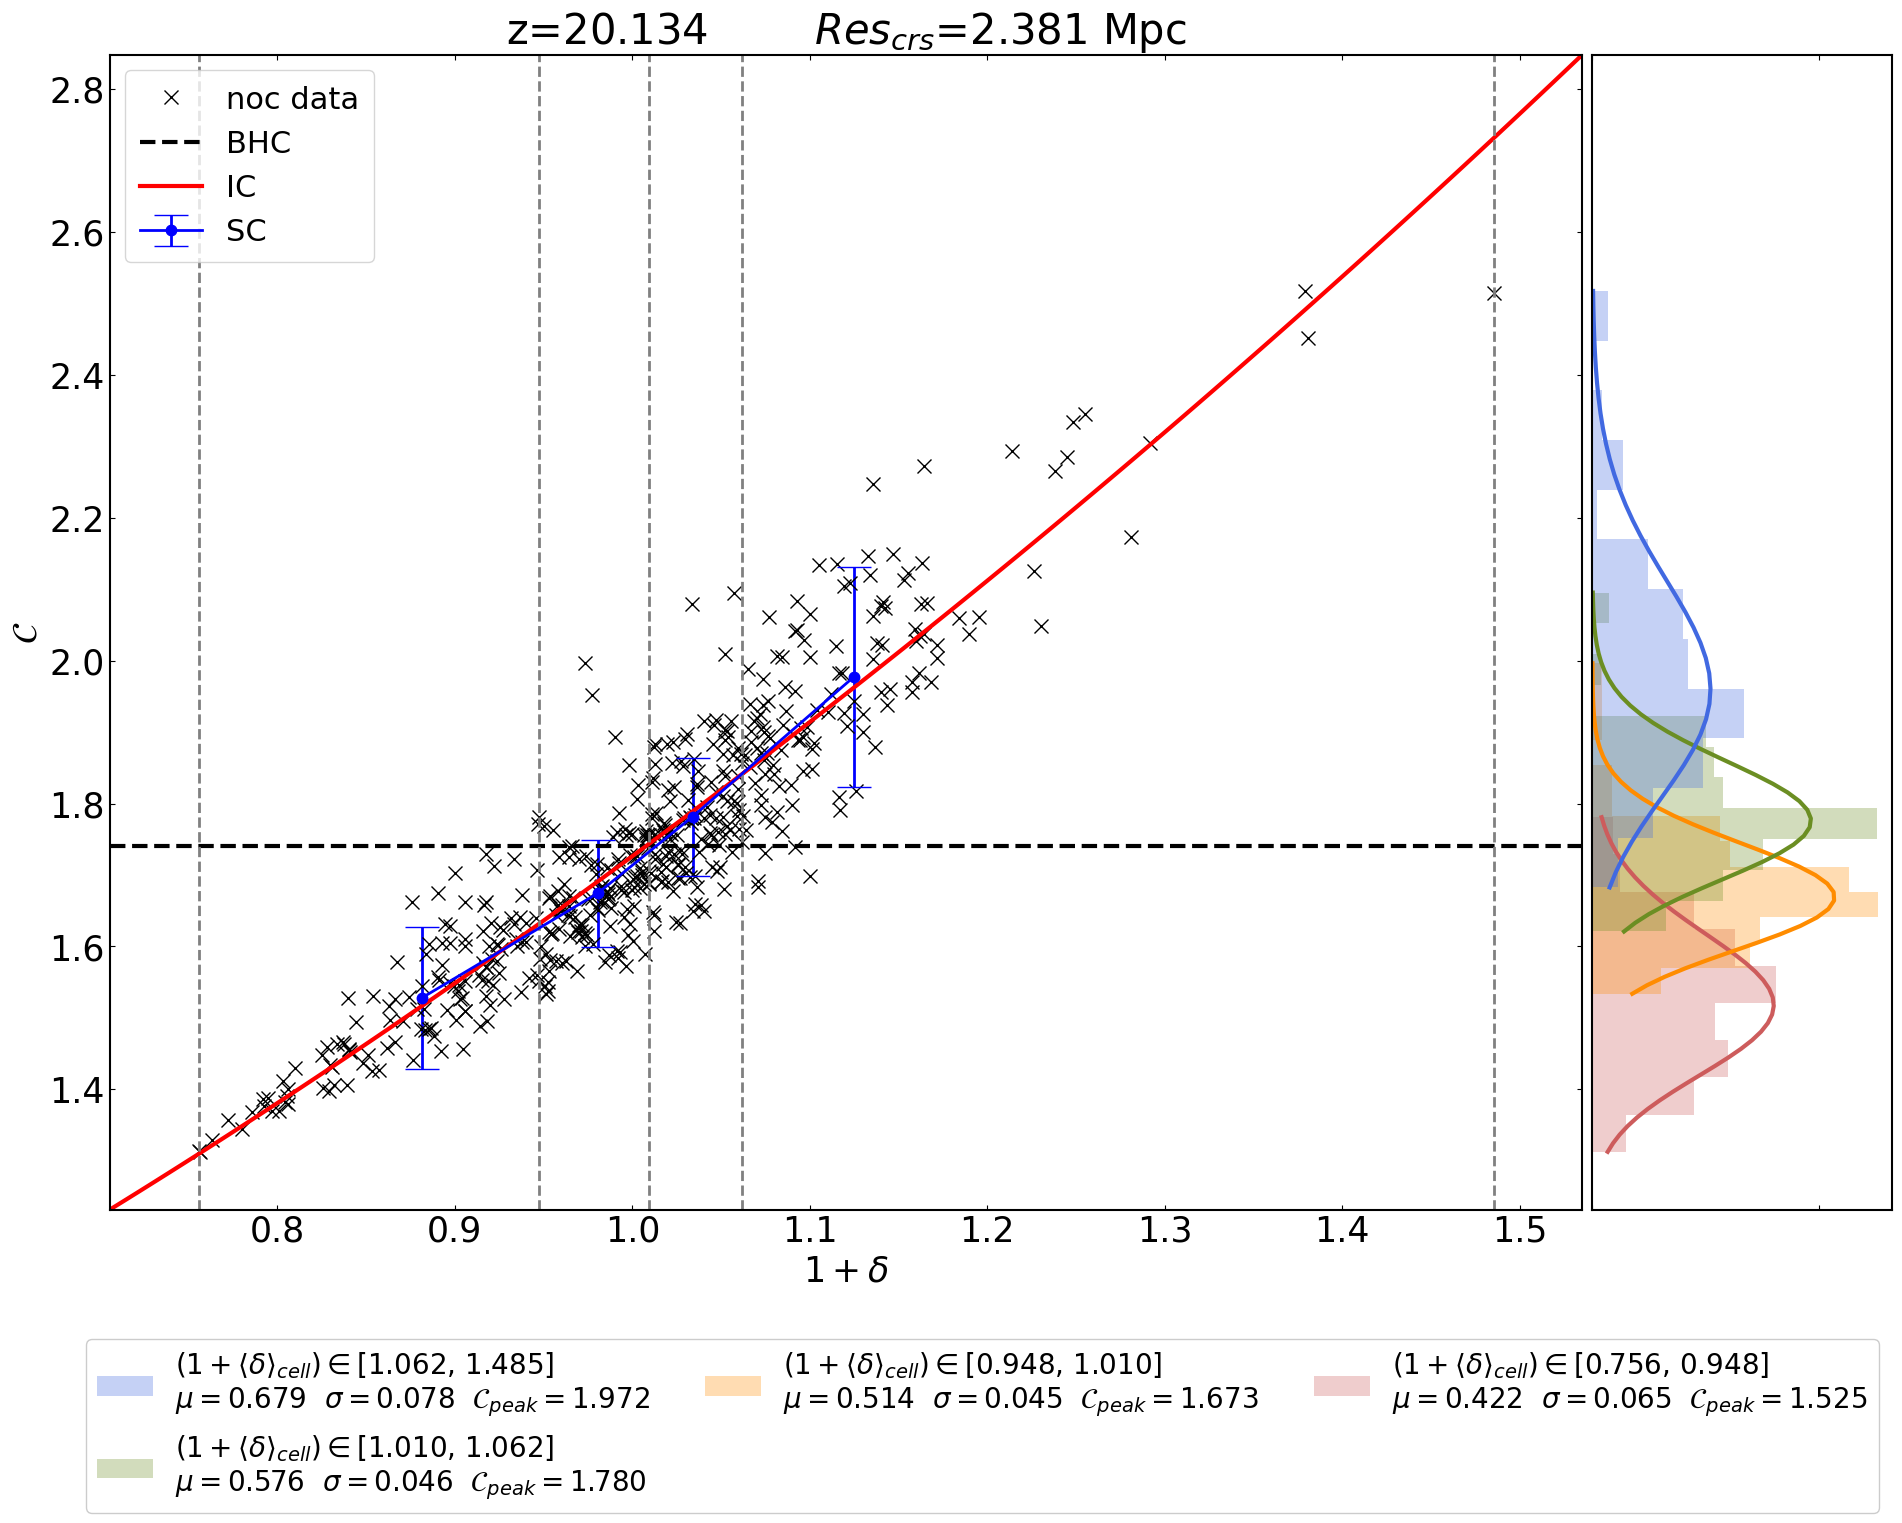 z=20.134 Res_crs=2.381 Mpc
noc data
BHC
IC
SC
2.8
2.6
2.4
2.2
2.0
1.8
1.6
1.4
𝒞
0.8 0.9 1.0 1.1 1.2 1.3 1.4 1.5
1 + δ
(1 + ⟨δ⟩_cell) ∈ [1.062, 1.485]
μ = 0.679 σ = 0.078 𝒞_peak = 1.972
(1 + ⟨δ⟩_cell) ∈ [1.010, 1.062]
μ = 0.576 σ = 0.046 𝒞_peak = 1.780
(1 + ⟨δ⟩_cell) ∈ [0.948, 1.010]
μ = 0.514 σ = 0.045 𝒞_peak = 1.673
(1 + ⟨δ⟩_cell) ∈ [0.756, 0.948]
μ = 0.422 σ = 0.065 𝒞_peak = 1.525